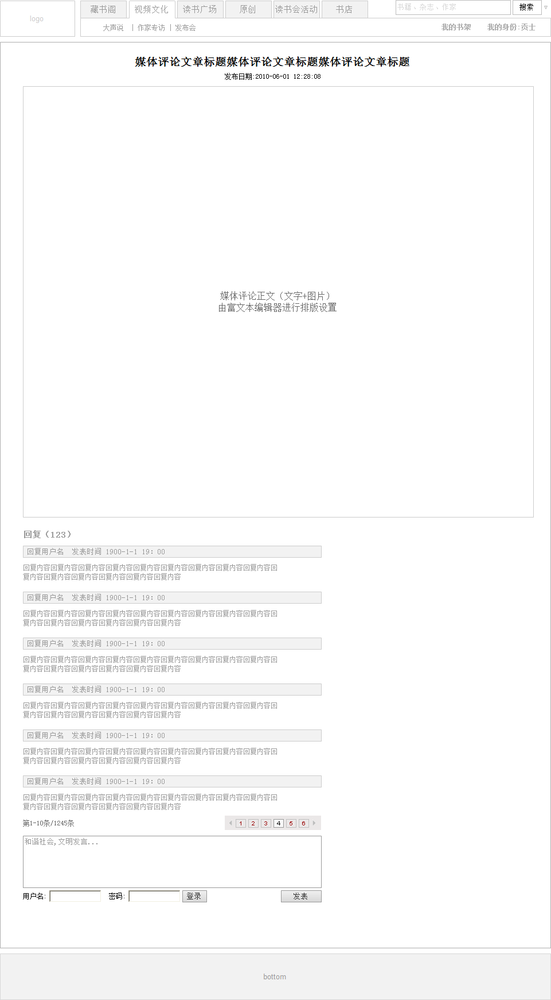 logo
藏书阁 视频文化 读书广场 原创 读书会活动 书店
书籍、杂志、作家 搜索
大声说 | 作家专访 | 发布会
我的书架 我的身份:贡士
媒体评论文章标题媒体评论文章标题媒体评论文章标题
发布日期:2010-06-01 12:28:08
媒体评论正文（文字+图片）
由富文本编辑器进行排版设置
回复（123）
回复用户名 发表时间 1900-1-1 19: 00
回复内容回复内容回复内容回复内容回复内容回复内容回复内容回复内容回复内容回
复内容回复内容回复内容回复内容回复内容回复内容
回复用户名 发表时间 1900-1-1 19: 00
回复内容回复内容回复内容回复内容回复内容回复内容回复内容回复内容回复内容回
复内容回复内容回复内容回复内容回复内容回复内容
回复用户名 发表时间 1900-1-1 19: 00
回复内容回复内容回复内容回复内容回复内容回复内容回复内容回复内容回复内容回
复内容回复内容回复内容回复内容回复内容回复内容
回复用户名 发表时间 1900-1-1 19: 00
回复内容回复内容回复内容回复内容回复内容回复内容回复内容回复内容回复内容回
复内容回复内容回复内容回复内容回复内容回复内容
回复用户名 发表时间 1900-1-1 19: 00
回复内容回复内容回复内容回复内容回复内容回复内容回复内容回复内容回复内容回
复内容回复内容回复内容回复内容回复内容回复内容
回复用户名 发表时间 1900-1-1 19: 00
回复内容回复内容回复内容回复内容回复内容回复内容回复内容回复内容回复内容回
复内容回复内容回复内容回复内容回复内容回复内容
第1-10条/1245条 1 2 3 4 5 6
和谐社会,文明发言...
用户名: 密码: 登录 发表
bottom